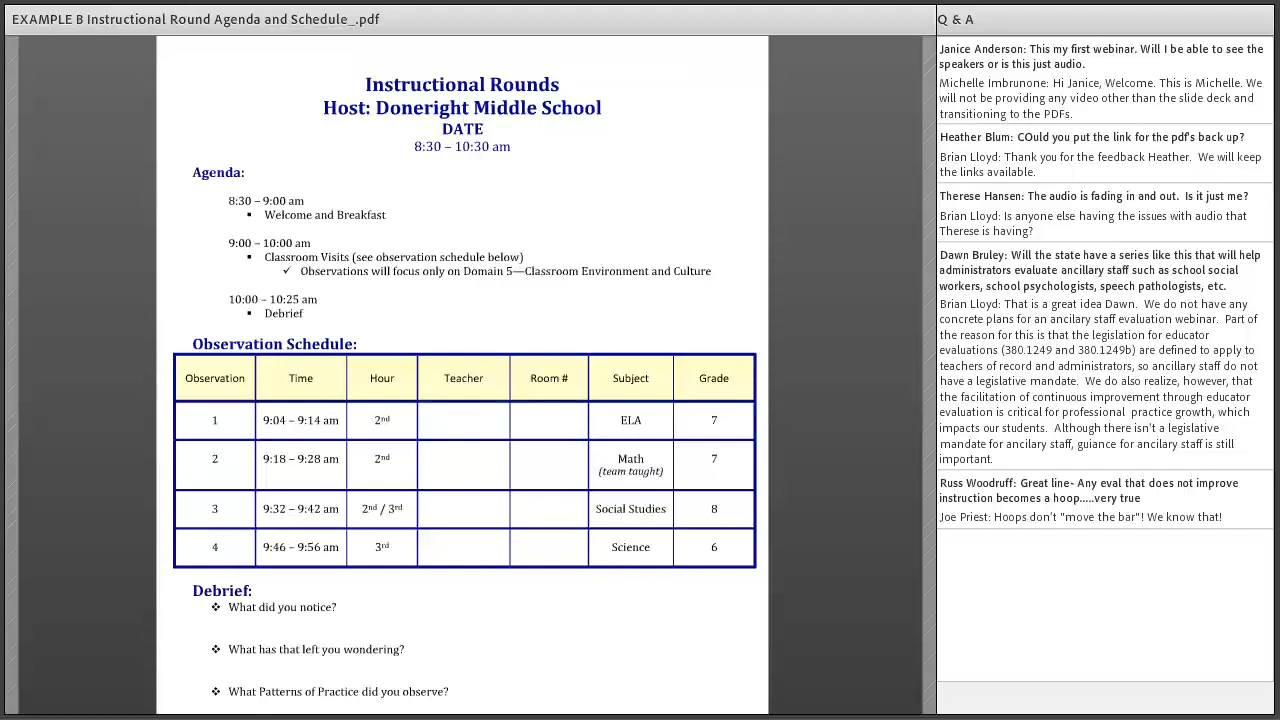 EXAMPLE B Instructional Round Agenda and Schedule_.pdf
Instructional Rounds
Host: Doneright Middle School
DATE
8:30 – 10:30 am
Agenda:
8:30 – 9:00 am
▪ Welcome and Breakfast
9:00 – 10:00 am
▪ Classroom Visits (see observation schedule below)
✓ Observations will focus only on Domain 5—Classroom Environment and Culture
10:00 – 10:25 am
▪ Debrief
Observation Schedule:
Observation Time Hour Teacher Room # Subject Grade
1 9:04 – 9:14 am 2nd ELA 7
2 9:18 – 9:28 am 2nd Math 7
(team taught)
3 9:32 – 9:42 am 2nd / 3rd Social Studies 8
4 9:46 – 9:56 am 3rd Science 6
Debrief:
❖ What did you notice?
❖ What has that left you wondering?
❖ What Patterns of Practice did you observe?
Q & A
Janice Anderson: This my first webinar. Will I be able to see the
speakers or is this just audio.
Michelle Imbrunone: Hi Janice, Welcome. This is Michelle. We
will not be providing any video other than the slide deck and
transitioning to the PDFs.
Heather Blum: COuld you put the link for the pdf's back up?
Brian Lloyd: Thank you for the feedback Heather. We will keep
the links available.
Therese Hansen: The audio is fading in and out. Is it just me?
Brian Lloyd: Is anyone else having the issues with audio that
Therese is having?
Dawn Bruley: Will the state have a series like this that will help
administrators evaluate ancillary staff such as school social
workers, school psychologists, speech pathologists, etc.
Brian Lloyd: That is a great idea Dawn. We do not have any
concrete plans for an ancilary staff evaluation webinar. Part of
the reason for this is that the legislation for educator
evaluations (380.1249 and 380.1249b) are defined to apply to
teachers of record and administrators, so ancillary staff do not
have a legislative mandate. We do also realize, however, that
the facilitation of continuous improvement through educator
evaluation is critical for professional practice growth, which
impacts our students. Although there isn't a legislative
mandate for ancilary staff, guiance for ancilary staff is still
important.
Russ Woodruff: Great line- Any eval that does not improve
instruction becomes a hoop.....very true
Joe Priest: Hoops don't "move the bar"! We know that!